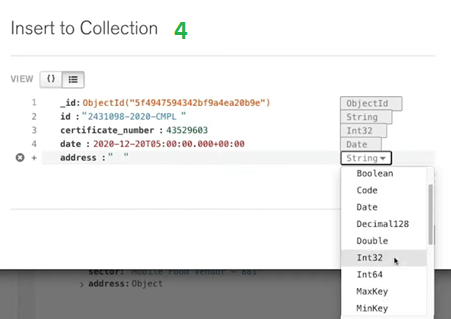 Insert to Collection 4
VIEW {}
1 _id:ObjectId("5f4947594342bf9a4ea20b9e") ObjectId
2 id :"2431098-2020-CMPL " String
3 certificate_number :43529603 Int32
4 date :2020-12-20T05:00:00.000+00:00 Date
+ address :" " String
Boolean
Code
Date
Decimal128
Double
Int32
Int64
MaxKey
MinKey
sector: "Mobile Food Vendor - 881"
> address:Object